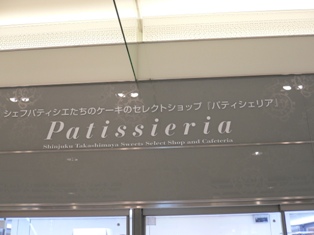 シェフパティシエたちのケーキのセレクトショップ「パティシェリア」
Patissieria
Shinjuku Takashimaya Sweets Select Shop and Cafeteria